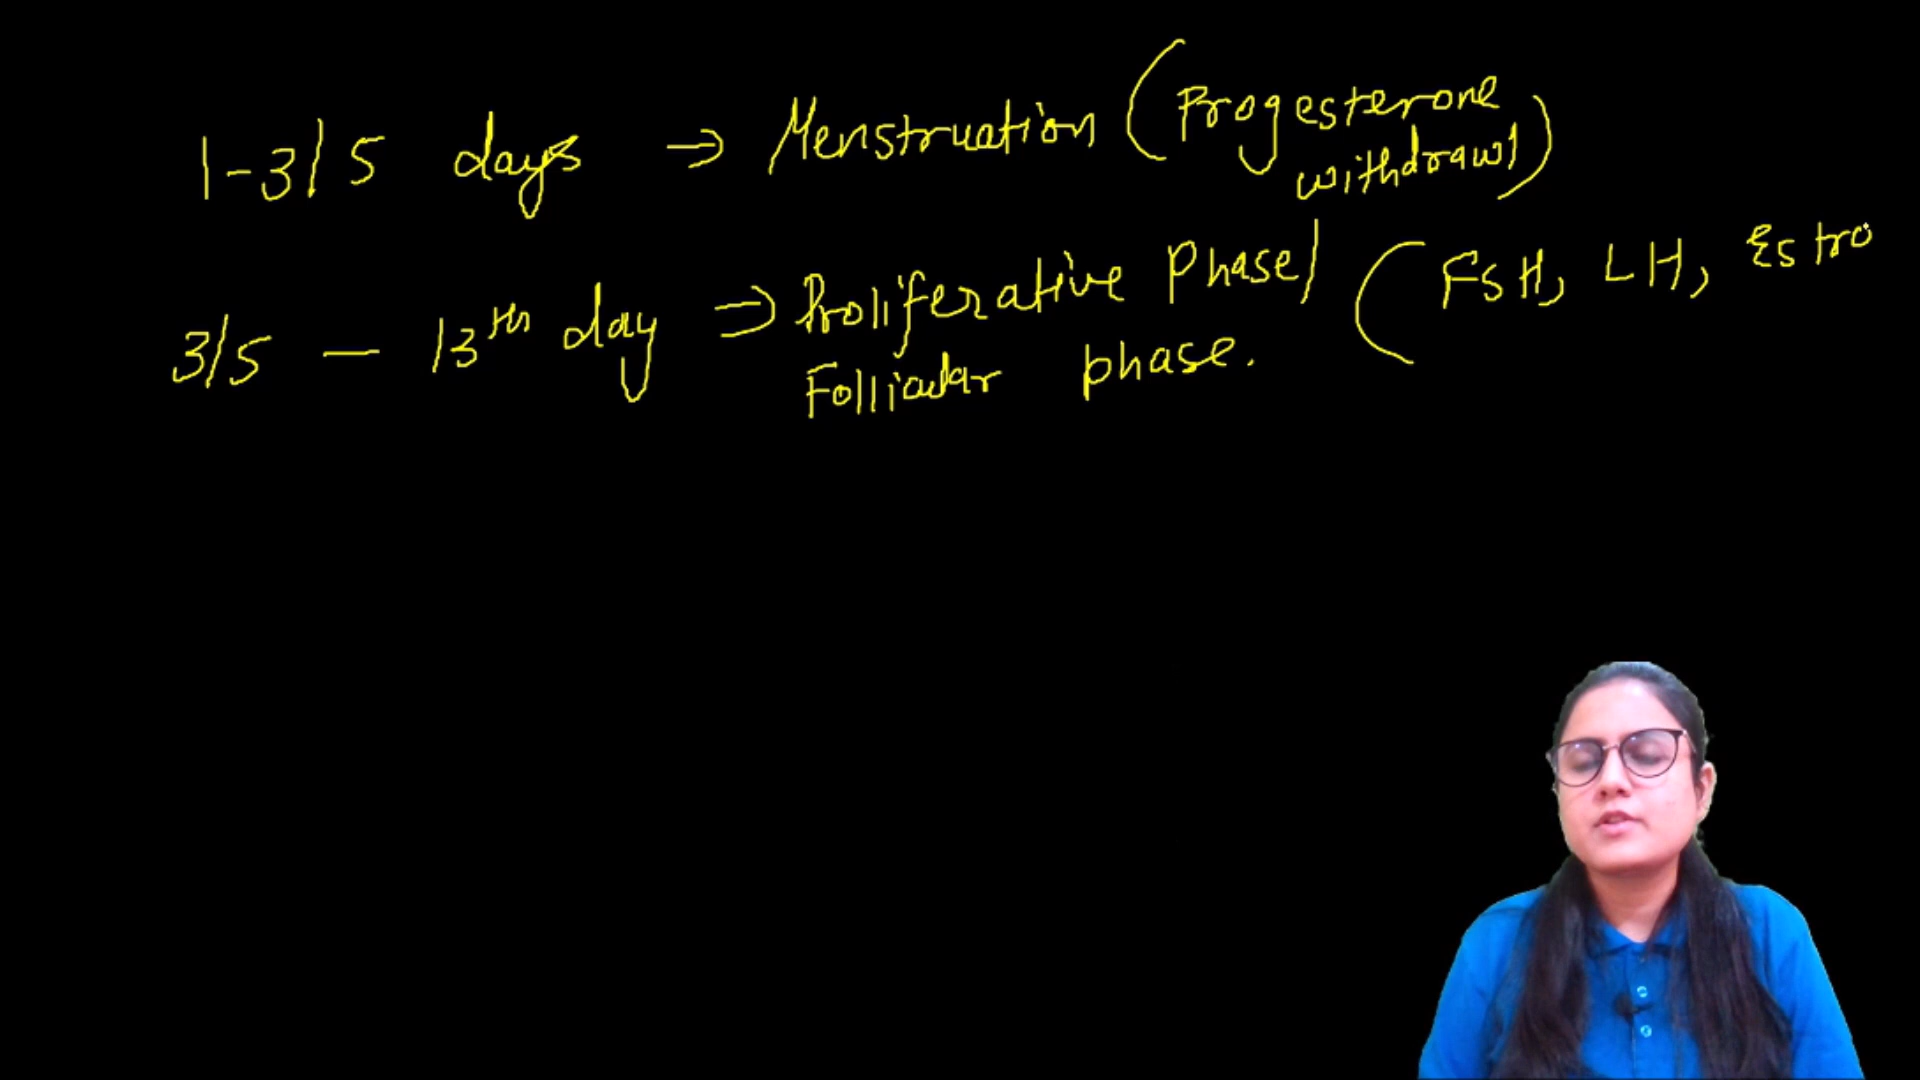 1-3/5 days → Menstruation (Progesterone
withdrawl)
3/5 — 13th day ⇒ Proliferative Phase/ (FSH, LH, Estro
Follicular phase.